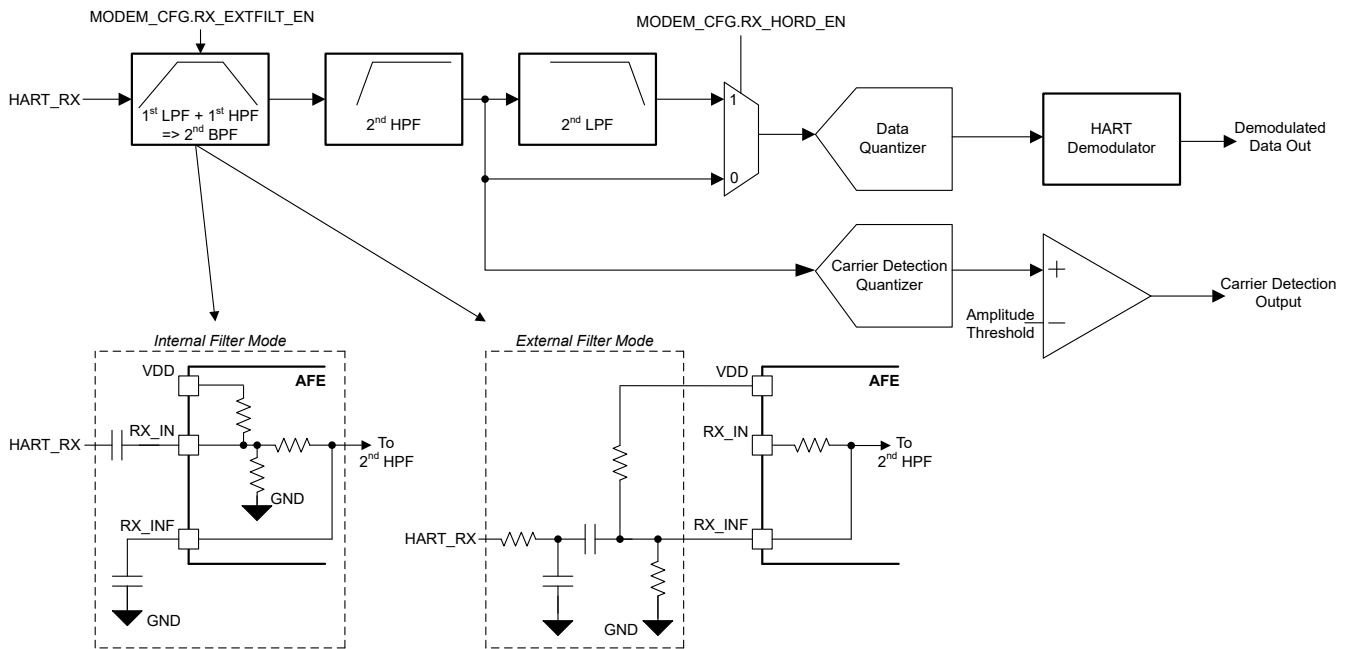 MODEM_CFG.RX_EXTFILT_EN
MODEM_CFG.RX_HORD_EN
HART_RX
1st LPF + 1st HPF
=> 2nd BPF
2nd HPF
2nd LPF
1
0
Data
Quantizer
HART
Demodulator
Demodulated
Data Out
Carrier Detection
Quantizer
+
Amplitude
Threshold
—
Carrier Detection
Output
Internal Filter Mode
VDD
AFE
HART_RX
RX_IN
To
2nd HPF
GND
RX_INF
GND
External Filter Mode
VDD
AFE
RX_IN
To
2nd HPF
HART_RX
RX_INF
GND